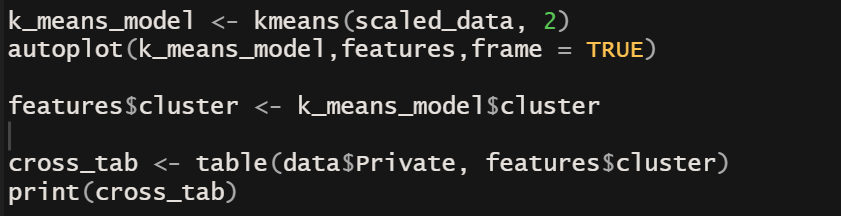 k_means_model <- kmeans(scaled_data, 2)
autoplot(k_means_model,features,frame = TRUE)
features$cluster <- k_means_model$cluster
cross_tab <- table(data$Private, features$cluster)
print(cross_tab)